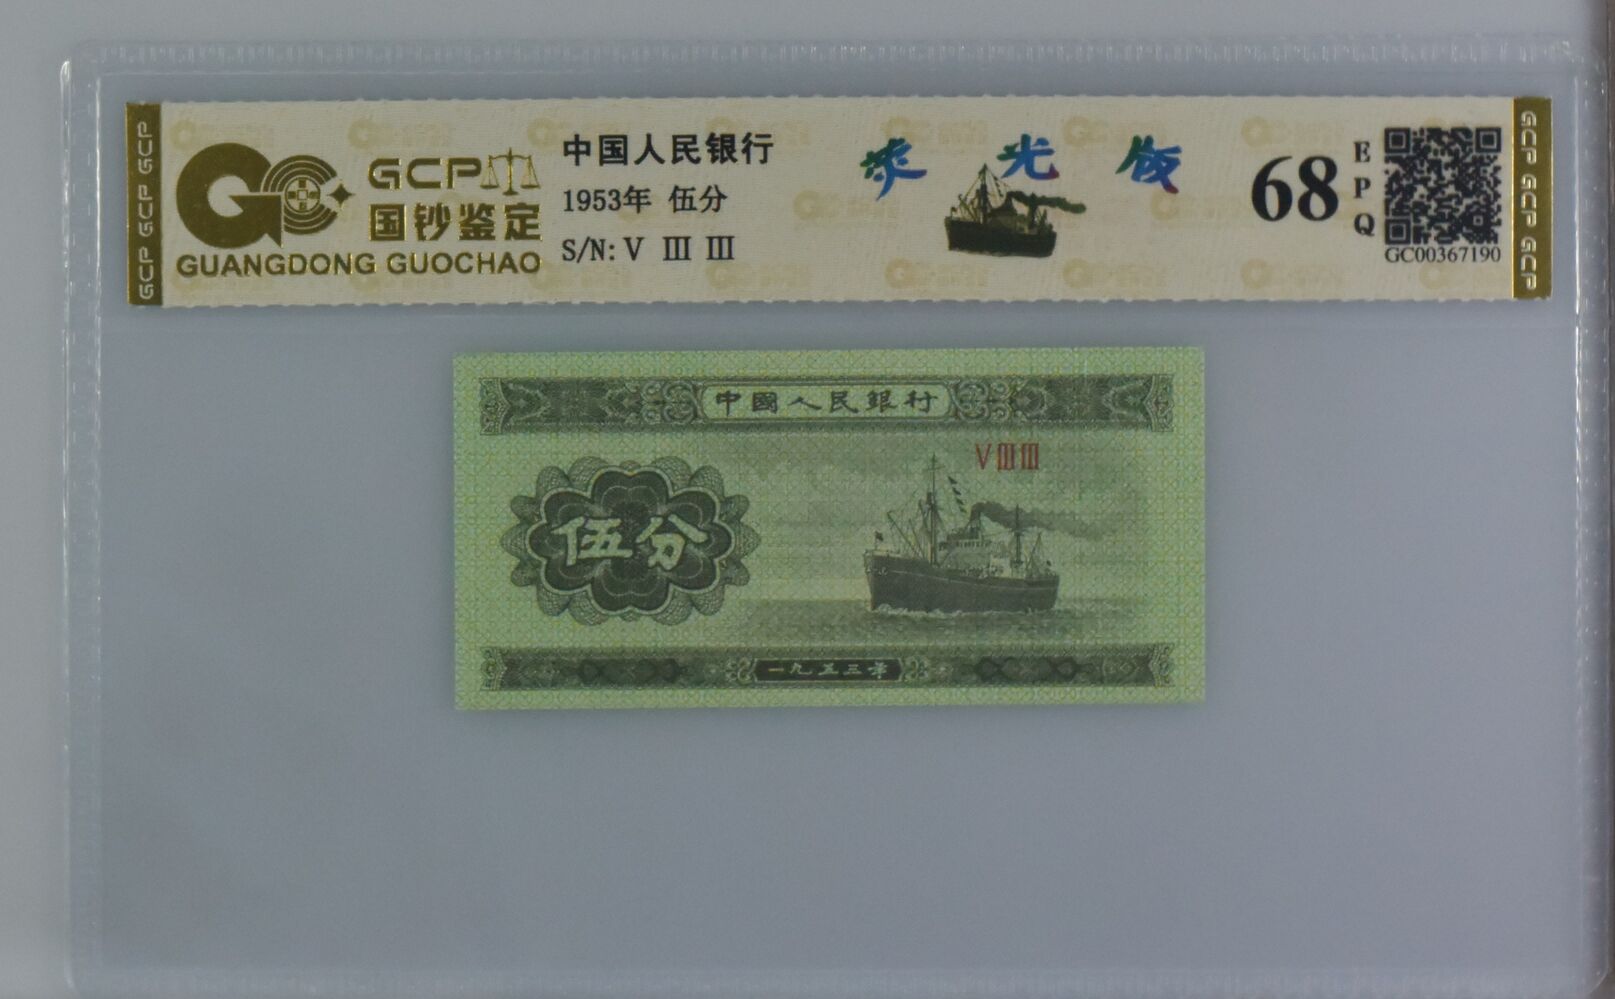 GCP
国钞鉴定
GUANGDONG GUOCHAO
中国人民银行
1953年 伍分
S/N: V III III
荧光版
68
EPQ
GC00367190
GCP GCP GCP
GCP GCP GCP
中國人民銀行
V III III
伍分
一九五三年